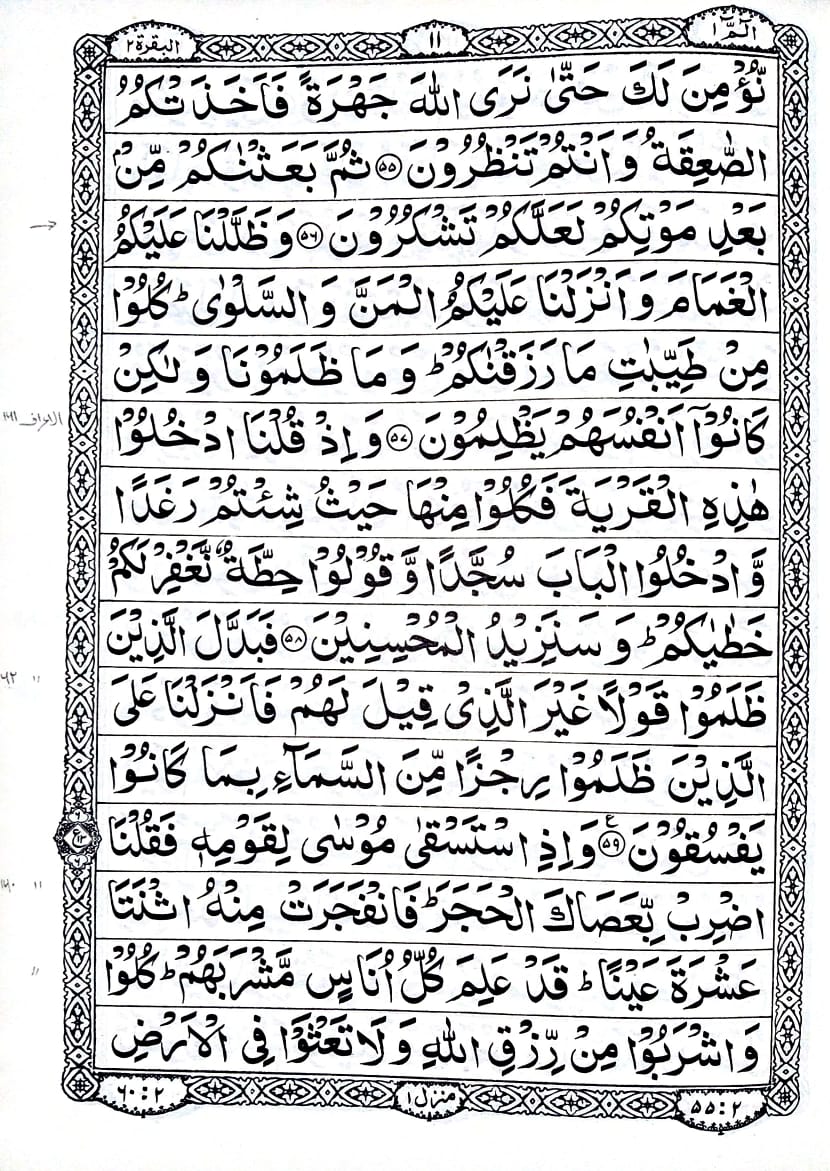 الٓمّٓ ١
١١
البقرة ٢
نُّؤْمِنَ لَكَ حَتّٰى نَرَى اللّٰهَ جَهْرَةً فَاَخَذَتْكُمُ
الصّٰعِقَةُ وَاَنْتُمْ تَنْظُرُوْنَ ﴿٥٥﴾ ثُمَّ بَعَثْنٰكُمْ مِّنْۢ
بَعْدِ مَوْتِكُمْ لَعَلَّكُمْ تَشْكُرُوْنَ ﴿٥٦﴾ وَظَلَّلْنَا عَلَيْكُمُ
الْغَمَامَ وَاَنْزَلْنَا عَلَيْكُمُ الْمَنَّ وَالسَّلْوٰى ؕ كُلُوْا
مِنْ طَيِّبٰتِ مَا رَزَقْنٰكُمْ ؕ وَمَا ظَلَمُوْنَا وَلٰكِنْ
كَانُوْٓا اَنْفُسَهُمْ يَظْلِمُوْنَ ﴿٥٧﴾ وَاِذْ قُلْنَا ادْخُلُوْا
هٰذِهِ الْقَرْيَةَ فَكُلُوْا مِنْهَا حَيْثُ شِئْتُمْ رَغَدًا
وَّادْخُلُوا الْبَابَ سُجَّدًا وَّقُوْلُوْا حِطَّةٌ نَّغْفِرْ لَكُمْ
خَطٰيٰكُمْ ؕ وَسَنَزِيْدُ الْمُحْسِنِيْنَ ﴿٥٨﴾ فَبَدَّلَ الَّذِيْنَ
ظَلَمُوْا قَوْلًا غَيْرَ الَّذِيْ قِيْلَ لَهُمْ فَاَنْزَلْنَا عَلَى
الَّذِيْنَ ظَلَمُوْا رِجْزًا مِّنَ السَّمَآءِ بِمَا كَانُوْا
يَفْسُقُوْنَ ﴿٥٩﴾ ع وَاِذِ اسْتَسْقٰى مُوْسٰى لِقَوْمِهٖ فَقُلْنَا
اضْرِبْ بِّعَصَاكَ الْحَجَرَ ؕ فَانْفَجَرَتْ مِنْهُ اثْنَتَا
عَشْرَةَ عَيْنًا ؕ قَدْ عَلِمَ كُلُّ اُنَاسٍ مَّشْرَبَهُمْ ؕ كُلُوْا
وَاشْرَبُوْا مِنْ رِّزْقِ اللّٰهِ وَلَا تَعْثَوْا فِى الْاَرْضِ
٢:٥٥
منزل ١
٢:٦٠
الاعراف ١٦١
١٦٠ "
"